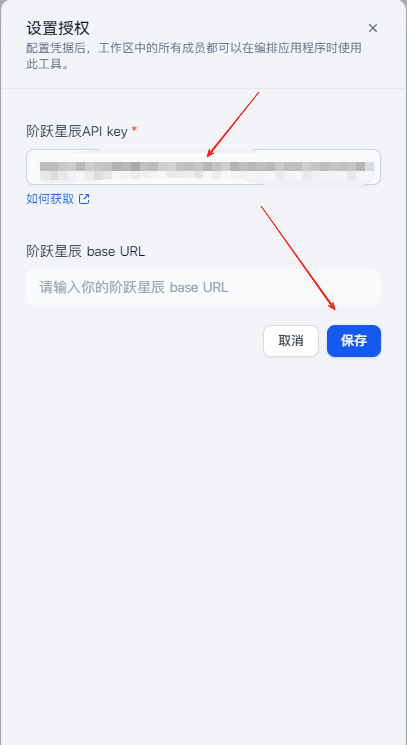 设置授权
配置凭据后，工作区中的所有成员都可以在编排应用程序时使用
此工具。
阶跃星辰API key *
如何获取
阶跃星辰 base URL
请输入你的阶跃星辰 base URL
取消
保存